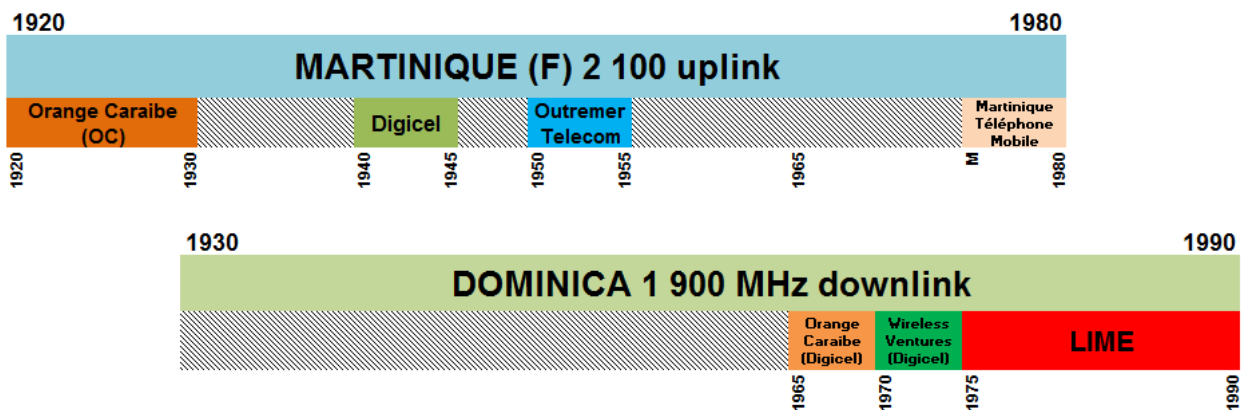 1920 1980
MARTINIQUE (F) 2 100 uplink
Orange Caraibe
(OC)
Digicel
Outremer
Telecom
Martinique
Téléphone
Mobile
1920 1930 1940 1945 1950 1955 1965 M 1980
1930 1990
DOMINICA 1 900 MHz downlink
Orange
Caraibe
(Digicel)
Wireless
Ventures
(Digicel)
LIME
1965 1970 1975 1990